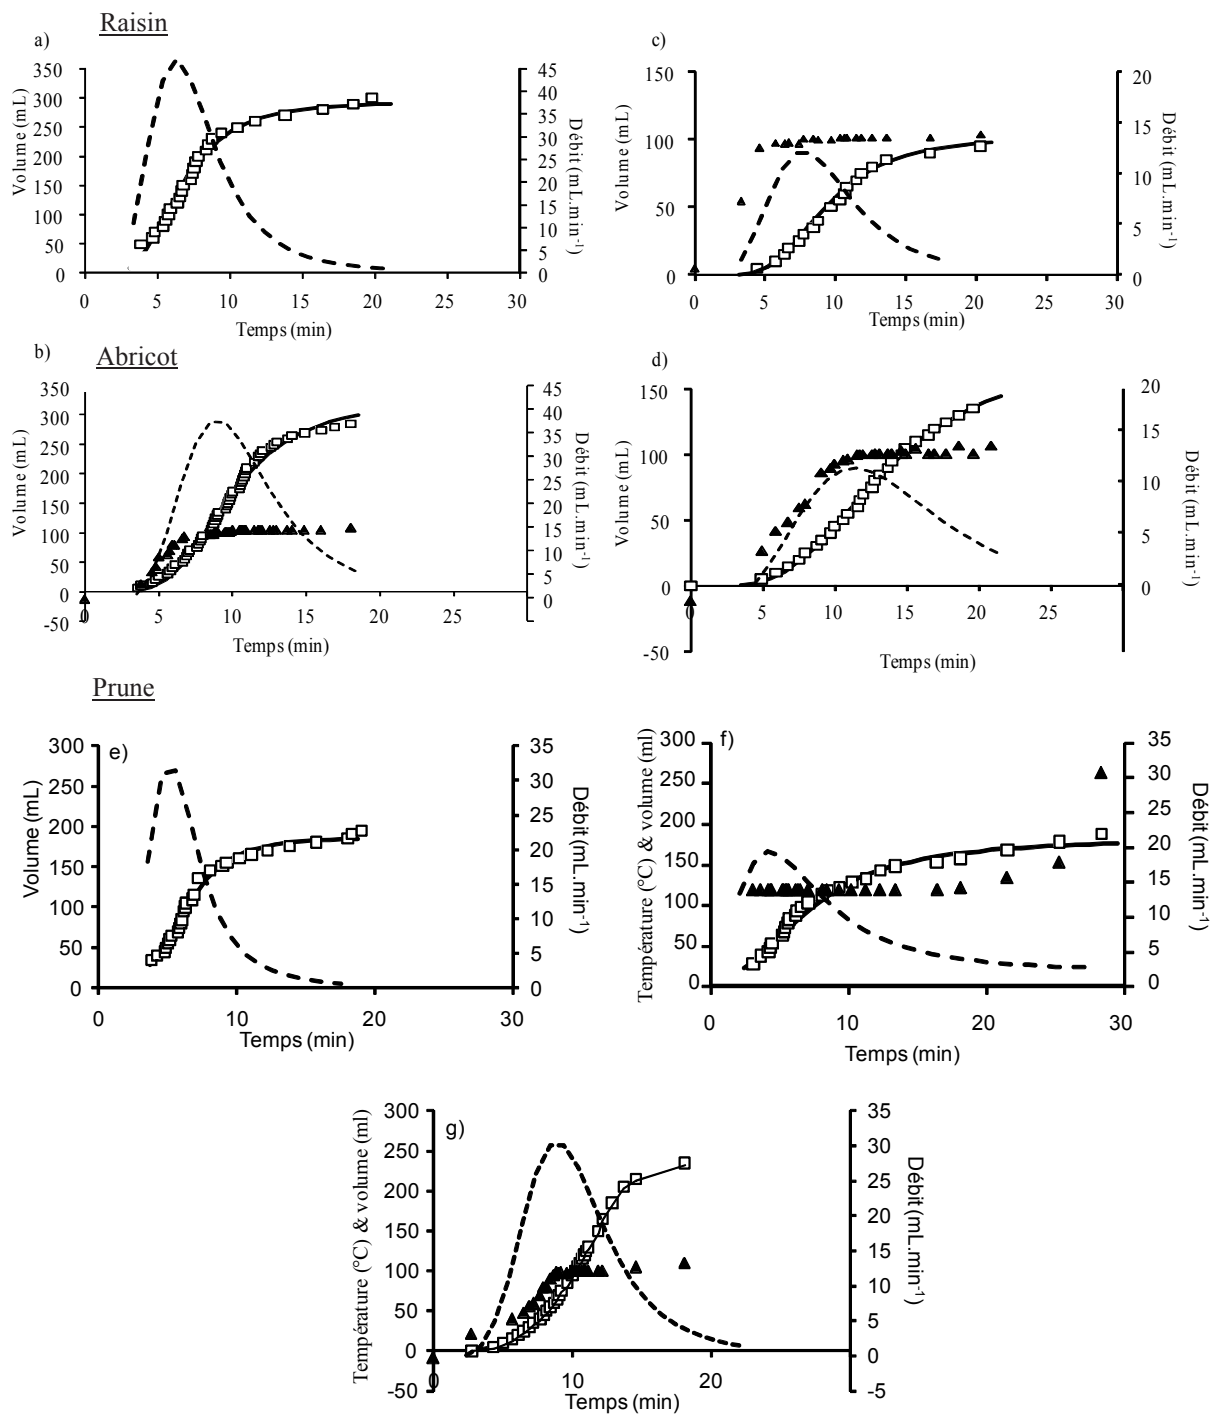 Raisin
a)
350
300
250
200
150
100
50
0
Volume (mL)
45
40
35
30
25
20
15
10
5
0
Débit (mL.min-1)
0 5 10 15 20 25 30
Temps (min)
c)
150
100
50
0
Volume (mL)
20
15
10
5
0
Débit (mL.min-1)
0 5 10 15 20 25 30
Temps (min)
b)
Abricot
350
300
250
200
150
100
50
0
-50
Volume (mL)
45
40
35
30
25
20
15
10
5
0
Débit (mL.min-1)
0 5 10 15 20 25
Temps (min)
d)
150
100
50
0
-50
Volume (mL)
20
15
10
5
0
Débit (mL.min-1)
0 5 10 15 20 25
Temps (min)
Prune
e)
300
250
200
150
100
50
0
Volume (mL)
35
30
25
20
15
10
5
0
Débit (mL.min-1)
0 10 20 30
Temps (min)
f)
300
250
200
150
100
50
0
Température (°C) & volume (ml)
35
30
25
20
15
10
5
0
Débit (mL.min-1)
0 10 20 30
Temps (min)
g)
300
250
200
150
100
50
0
-50
Température (°C) & volume (ml)
35
30
25
20
15
10
5
0
-5
Débit (mL.min-1)
0 10 20
Temps (min)